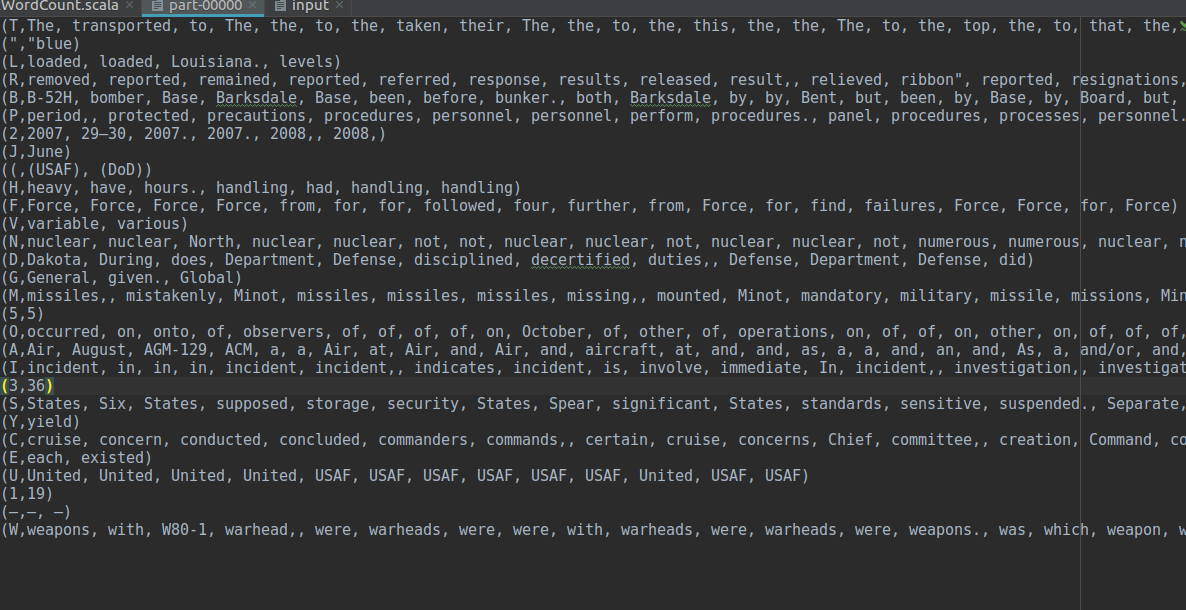 WordCount.scala × part-00000 × input ×
(T,The, transported, to, The, the, to, the, taken, their, The, the, to, the, this, the, the, The, to, the, top, the, to, that, the,
(","blue)
(L,loaded, loaded, Louisiana., levels)
(R,removed, reported, remained, reported, referred, response, results, released, result,, relieved, ribbon", reported, resignations,
(B,B-52H, bomber, Base, Barksdale, Base, been, before, bunker., both, Barksdale, by, by, Bent, but, been, by, Base, by, Board, but,
(P,period,, protected, precautions, procedures, personnel, personnel, perform, procedures., panel, procedures, processes, personnel.
(2,2007, 29–30, 2007., 2007., 2008,, 2008,)
(J,June)
((,(USAF), (DoD))
(H,heavy, have, hours., handling, had, handling, handling)
(F,Force, Force, Force, Force, from, for, for, followed, four, further, from, Force, for, find, failures, Force, Force, for, Force)
(V,variable, various)
(N,nuclear, nuclear, North, nuclear, nuclear, not, not, nuclear, nuclear, not, nuclear, nuclear, not, numerous, numerous, nuclear, n
(D,Dakota, During, does, Department, Defense, disciplined, decertified, duties,, Defense, Department, Defense, did)
(G,General, given., Global)
(M,missiles,, mistakenly, Minot, missiles, missiles, missiles, missing,, mounted, Minot, mandatory, military, missile, missions, Min
(5,5)
(O,occurred, on, onto, of, observers, of, of, of, of, on, October, of, other, of, operations, on, of, of, on, other, on, of, of, of,
(A,Air, August, AGM-129, ACM, a, a, Air, at, Air, and, Air, and, aircraft, at, and, and, as, a, a, and, an, and, As, a, and/or, and,
(I,incident, in, in, in, incident, incident,, indicates, incident, is, involve, immediate, In, incident,, investigation,, investigat
(3,36)
(S,States, Six, States, supposed, storage, security, States, Spear, significant, States, standards, sensitive, suspended., Separate,
(Y,yield)
(C,cruise, concern, conducted, concluded, commanders, commands,, certain, cruise, concerns, Chief, committee,, creation, Command, co
(E,each, existed)
(U,United, United, United, United, USAF, USAF, USAF, USAF, USAF, USAF, United, USAF, USAF)
(1,19)
(–,–, –)
(W,weapons, with, W80-1, warhead,, were, warheads, were, were, with, warheads, were, warheads, were, weapons., was, which, weapon, w